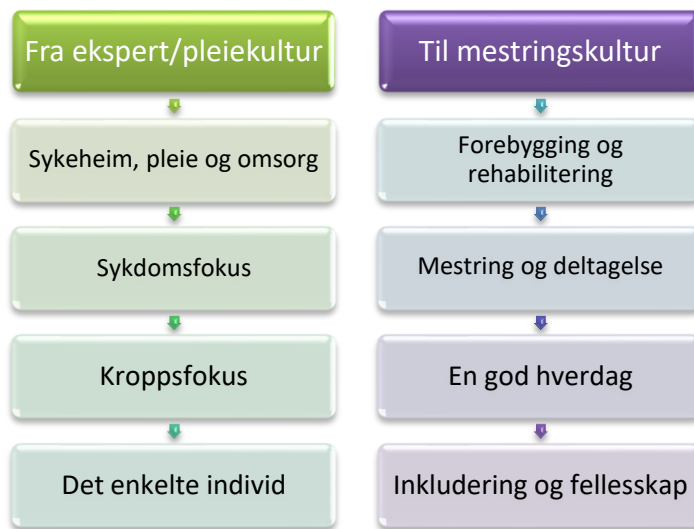 Fra ekspert/pleiekultur
Sykeheim, pleie og omsorg
Sykdomsfokus
Kroppsfokus
Det enkelte individ
Til mestringskultur
Forebygging og
rehabilitering
Mestring og deltagelse
En god hverdag
Inkludering og fellesskap